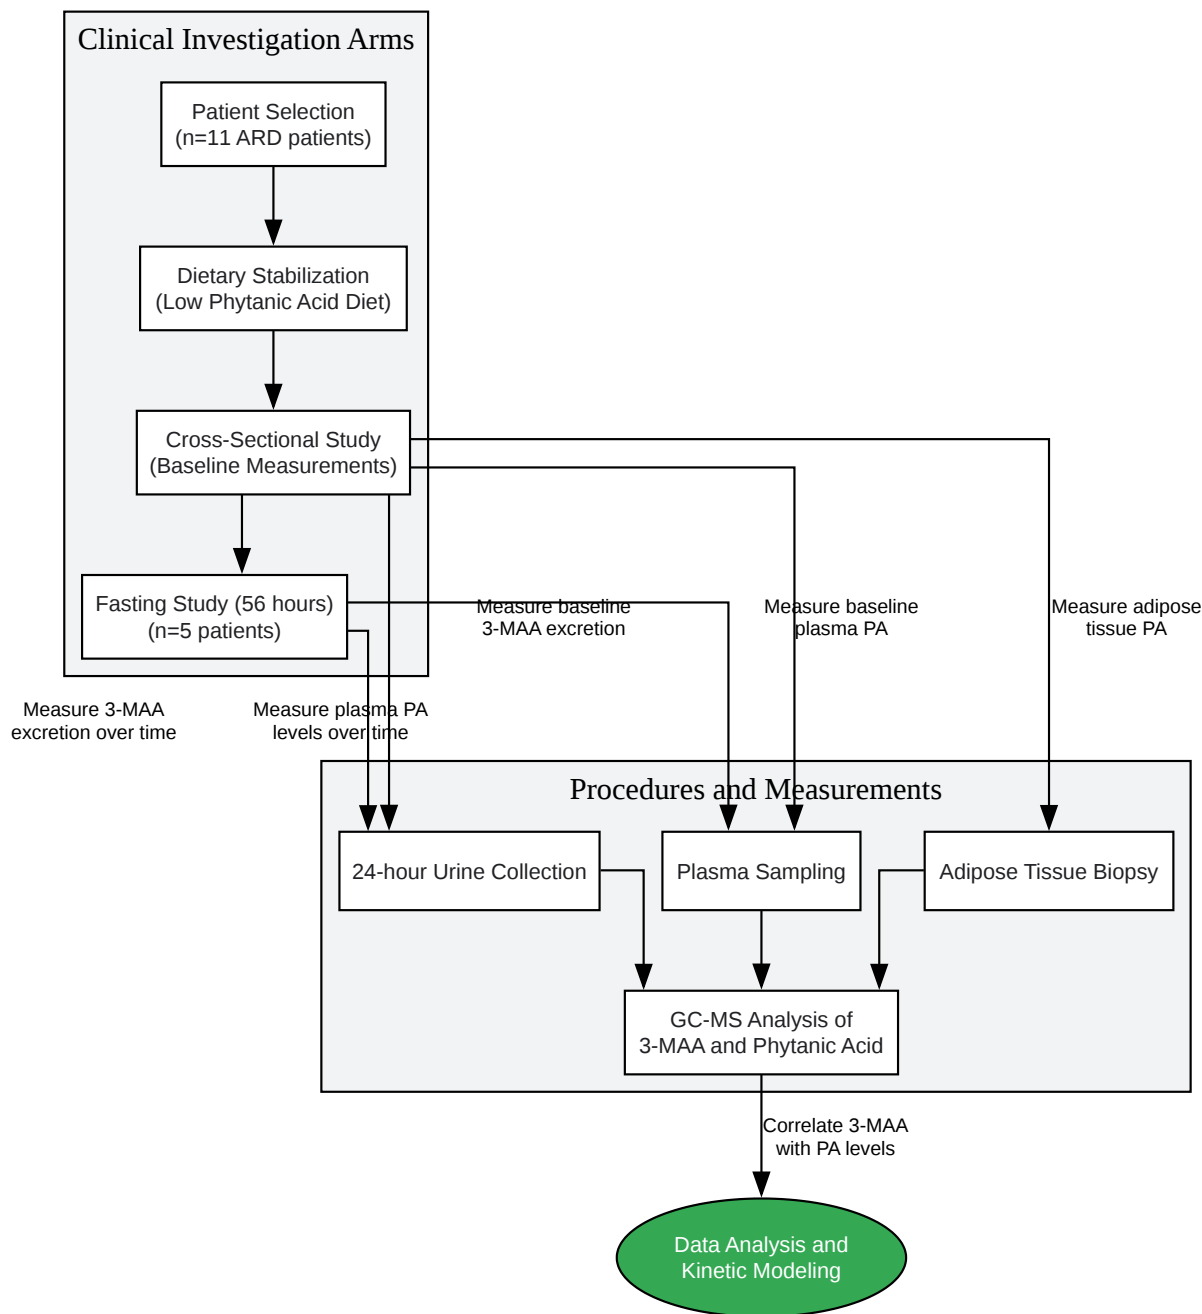 Clinical Investigation Arms
Patient Selection
(n=11 ARD patients)
Dietary Stabilization
(Low Phytanic Acid Diet)
Cross-Sectional Study
(Baseline Measurements)
Fasting Study (56 hours)
(n=5 patients)
Measure baseline
3-MAA excretion
Measure baseline
plasma PA
Measure adipose
tissue PA
Measure 3-MAA
excretion over time
Measure plasma PA
levels over time
Procedures and Measurements
24-hour Urine Collection
Plasma Sampling
Adipose Tissue Biopsy
GC-MS Analysis of
3-MAA and Phytanic Acid
Correlate 3-MAA
with PA levels
Data Analysis and
Kinetic Modeling